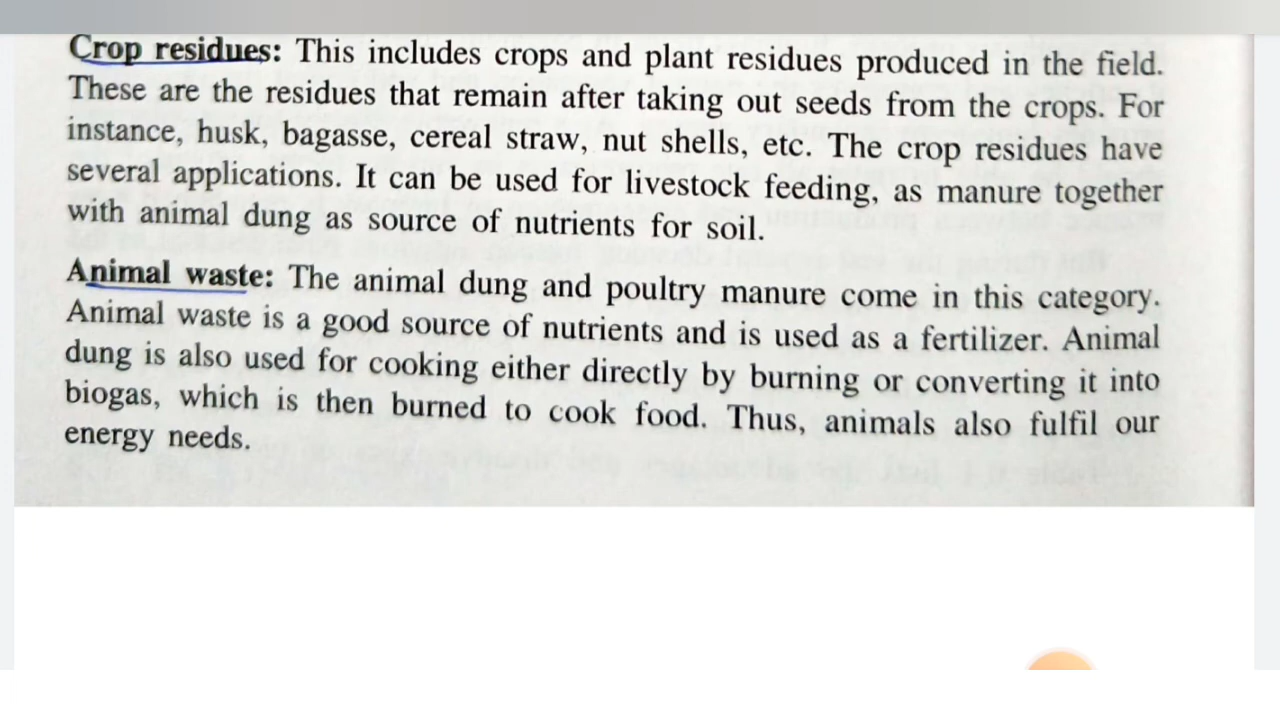 Crop residues: This includes crops and plant residues produced in the field.
These are the residues that remain after taking out seeds from the crops. For
instance, husk, bagasse, cereal straw, nut shells, etc. The crop residues have
several applications. It can be used for livestock feeding, as manure together
with animal dung as source of nutrients for soil.
Animal waste: The animal dung and poultry manure come in this category.
Animal waste is a good source of nutrients and is used as a fertilizer. Animal
dung is also used for cooking either directly by burning or converting it into
biogas, which is then burned to cook food. Thus, animals also fulfil our
energy needs.